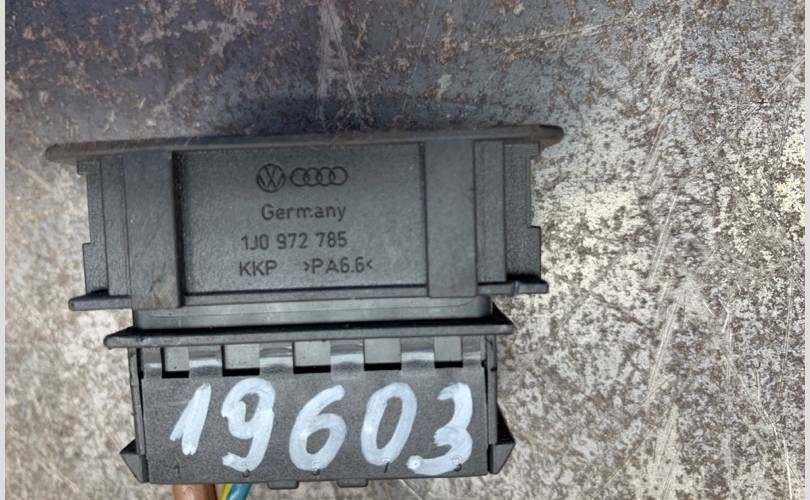 Germany
1J0 972 785
KKP >PA6.6<
19603